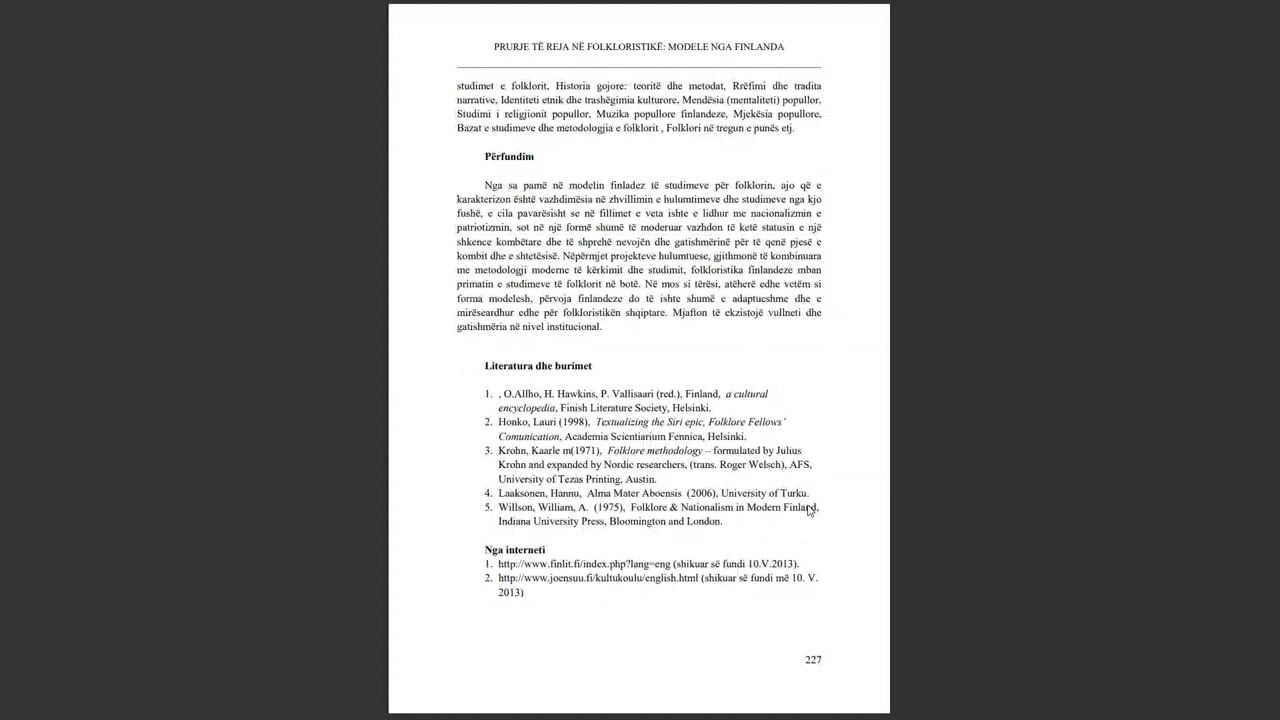 PRURJE TË REJA NË FOLKLORISTIKË: MODELE NGA FINLANDA
studimet e folklorit, Historia gojore: teoritë dhe metodat, Rrëfimi dhe tradita
narrative, Identiteti etnik dhe trashëgimia kulturore, Mendësia (mentaliteti) popullor,
Studimi i religjionit popullor, Muzika popullore finlandeze, Mjekësia popullore,
Bazat e studimeve dhe metodologjia e folklorit , Folklori në tregun e punës etj.
Përfundim
Nga sa pamë në modelin finladez të studimeve për folklorin, ajo që e
karakterizon është vazhdimësia në zhvillimin e hulumtimeve dhe studimeve nga kjo
fushë, e cila pavarësisht se në fillimet e veta ishte e lidhur me nacionalizmin e
patriotizmin, sot në një formë shumë të moderuar vazhdon të ketë statusin e një
shkence kombëtare dhe të shprehë nevojën dhe gatishmërinë për të qenë pjesë e
kombit dhe e shtetësisë. Nëpërmjet projekteve hulumtuese, gjithmonë të kombinuara
me metodologji moderne të kërkimit dhe studimit, folkloristika finlandeze mban
primatin e studimeve të folklorit në botë. Në mos si tërësi, atëherë edhe vetëm si
forma modelesh, përvoja finlandeze do të ishte shumë e adaptueshme dhe e
mirëseardhur edhe për folkloristikën shqiptare. Mjafton të ekzistojë vullneti dhe
gatishmëria në nivel institucional.
Literatura dhe burimet
1. , O.Allho, H. Hawkins, P. Vallisaari (red.), Finland, a cultural
encyclopedia, Finish Literature Society, Helsinki.
2. Honko, Lauri (1998), Textualizing the Siri epic, Folklore Fellows'
Comunication, Academia Scientiarium Fennica, Helsinki.
3. Krohn, Kaarle m(1971), Folklore methodology – formulated by Julius
Krohn and expanded by Nordic researchers, (trans. Roger Welsch), AFS,
University of Tezas Printing, Austin.
4. Laaksonen, Hannu, Alma Mater Aboensis (2006), University of Turku.
5. Willson, William, A. (1975), Folklore & Nationalism in Modern Finland,
Indiana University Press, Bloomington and London.
Nga interneti
1. http://www.finlit.fi/index.php?lang=eng (shikuar së fundi 10.V.2013).
2. http://www.joensuu.fi/kultukoulu/english.html (shikuar së fundi më 10. V.
2013)
227